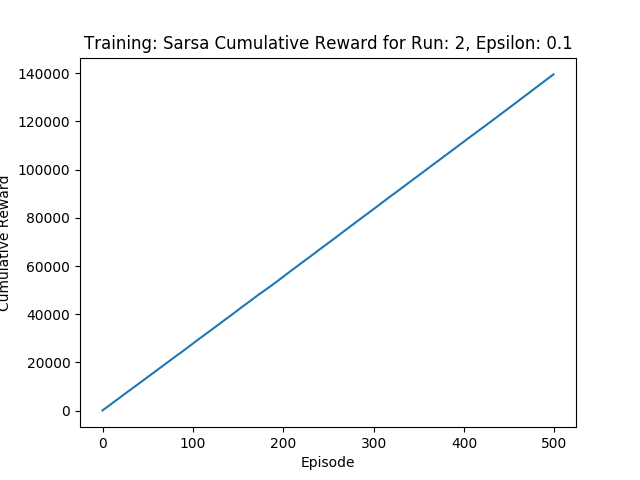 Training: Sarsa Cumulative Reward for Run: 2, Epsilon: 0.1
140000
120000
100000
80000
60000
40000
20000
0
Cumulative Reward
0 100 200 300 400 500
Episode